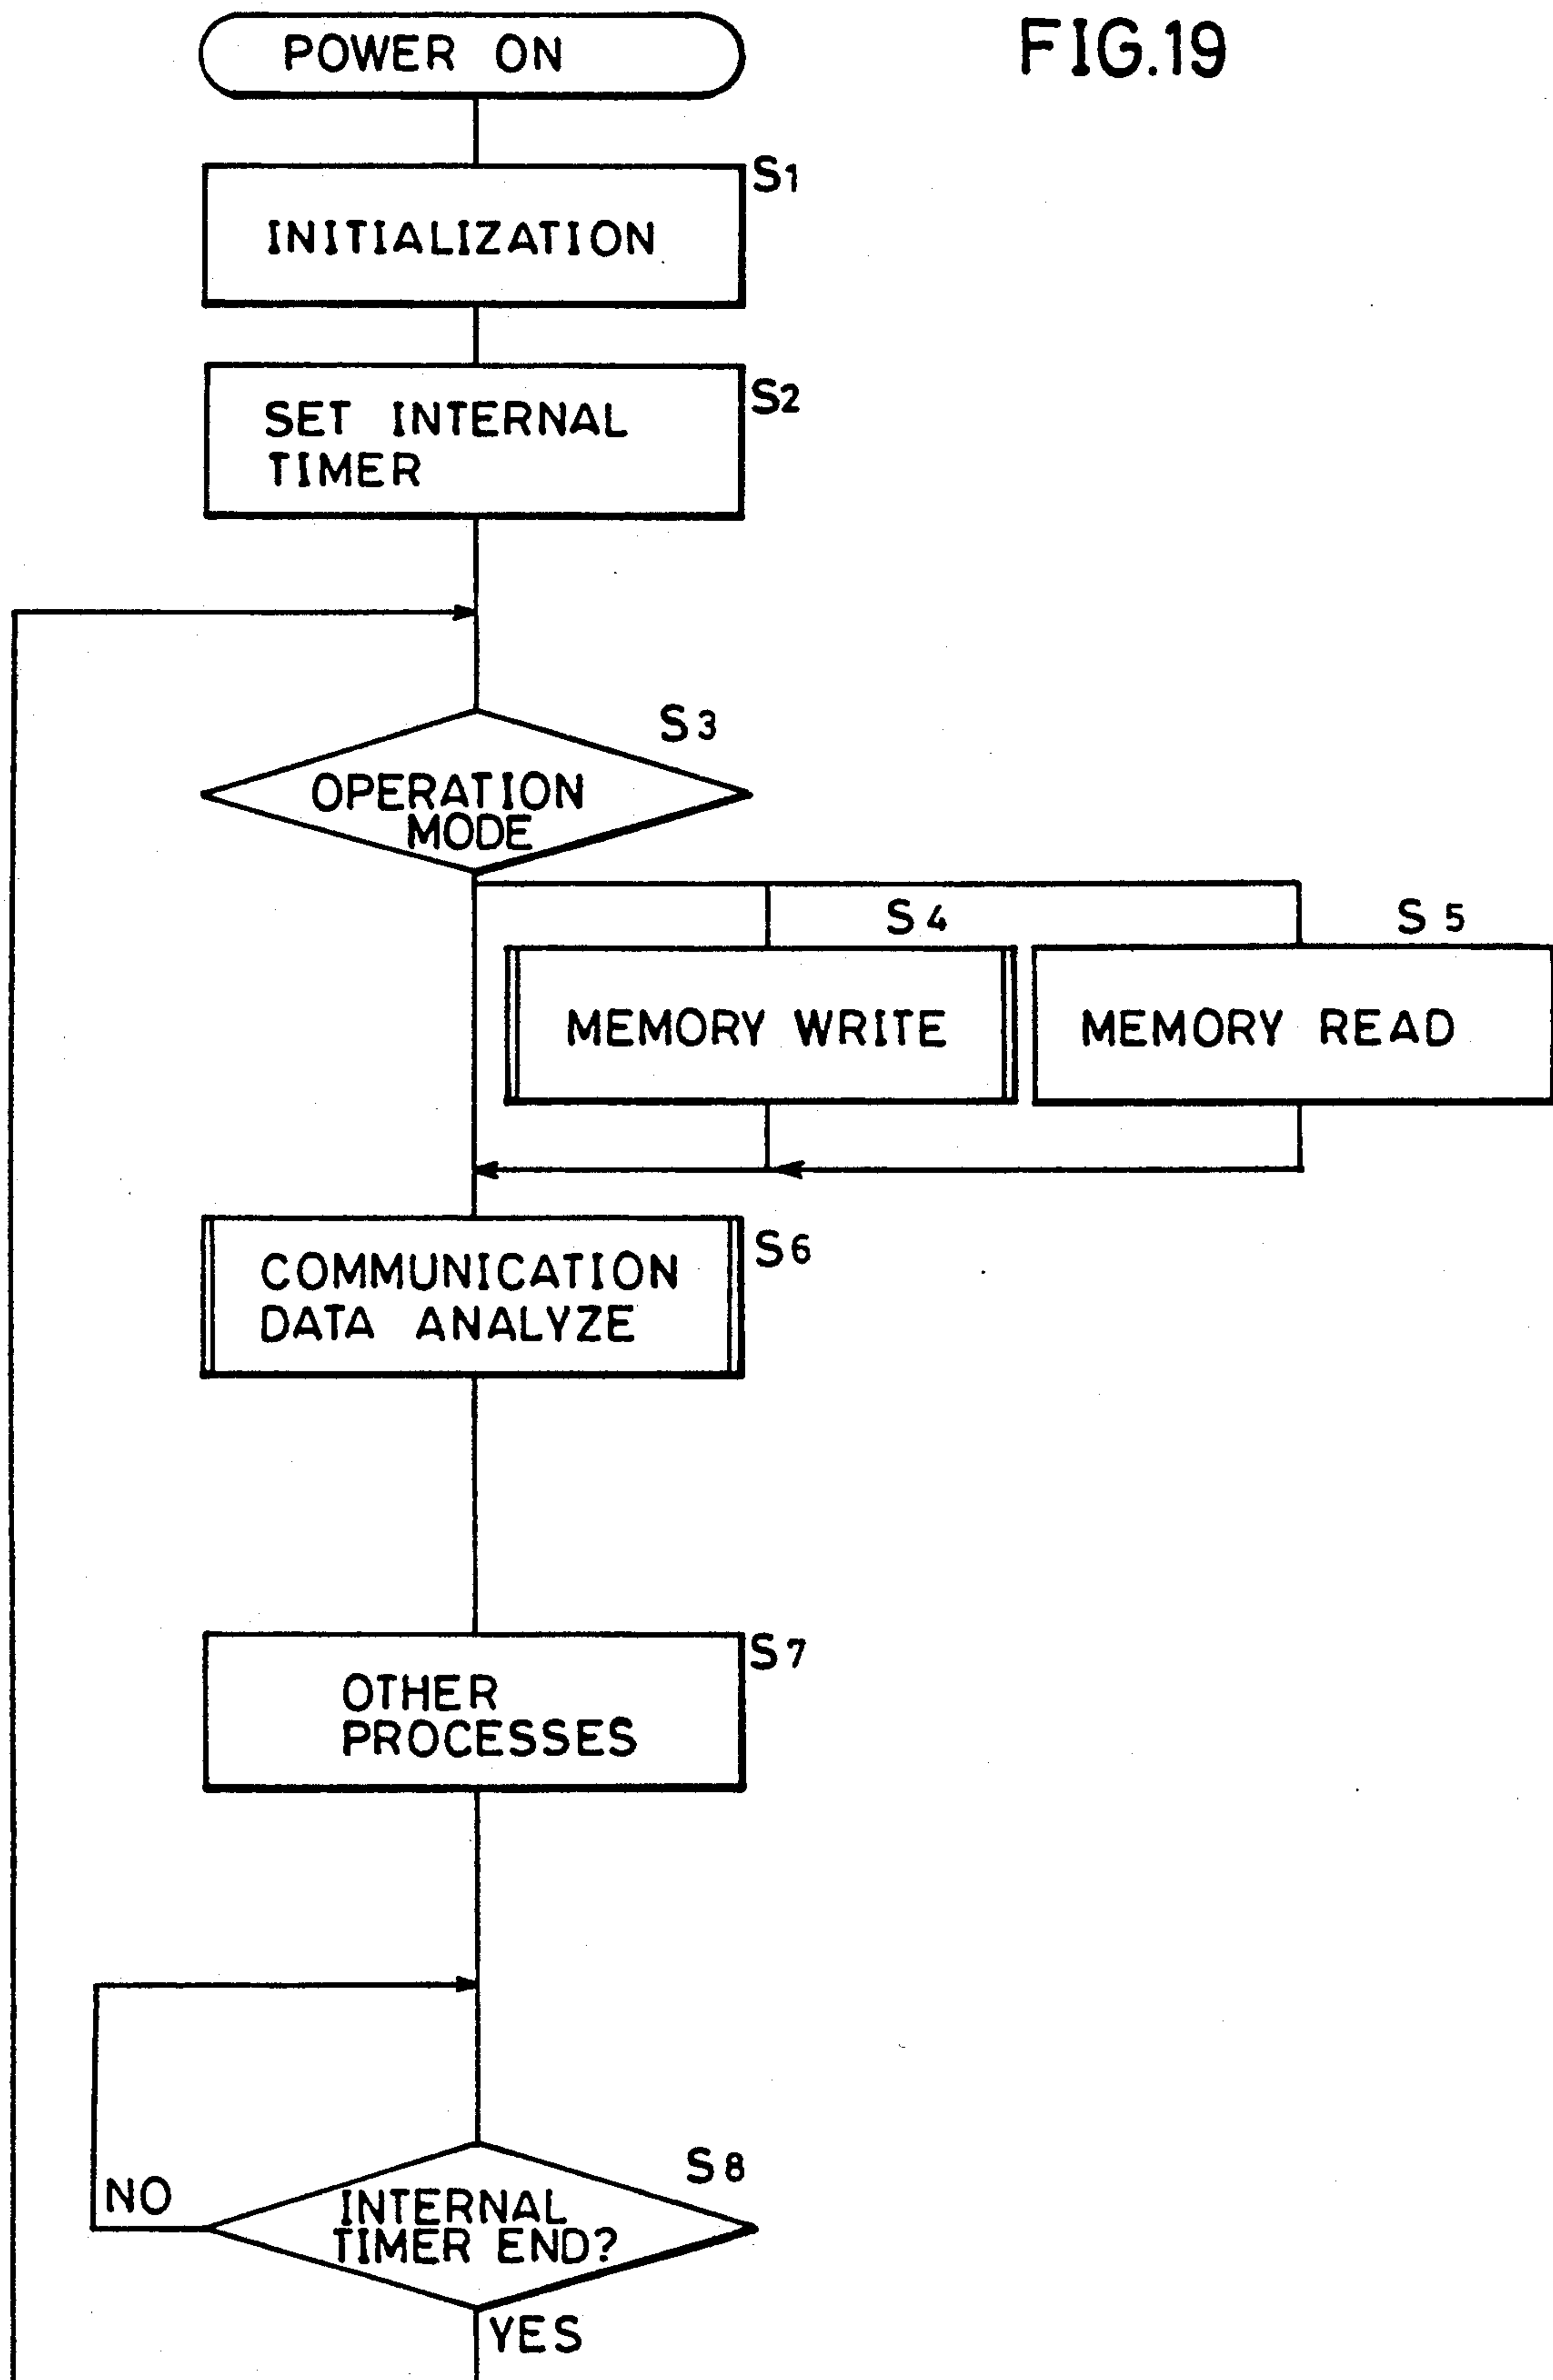 POWER ON
FIG.19
S1
INITIALIZATION
S2
SET INTERNAL
TIMER
S3
OPERATION
MODE
S4
S5
MEMORY WRITE
MEMORY READ
S6
COMMUNICATION
DATA ANALYZE
S7
OTHER
PROCESSES
S8
NO
INTERNAL
TIMER END?
YES